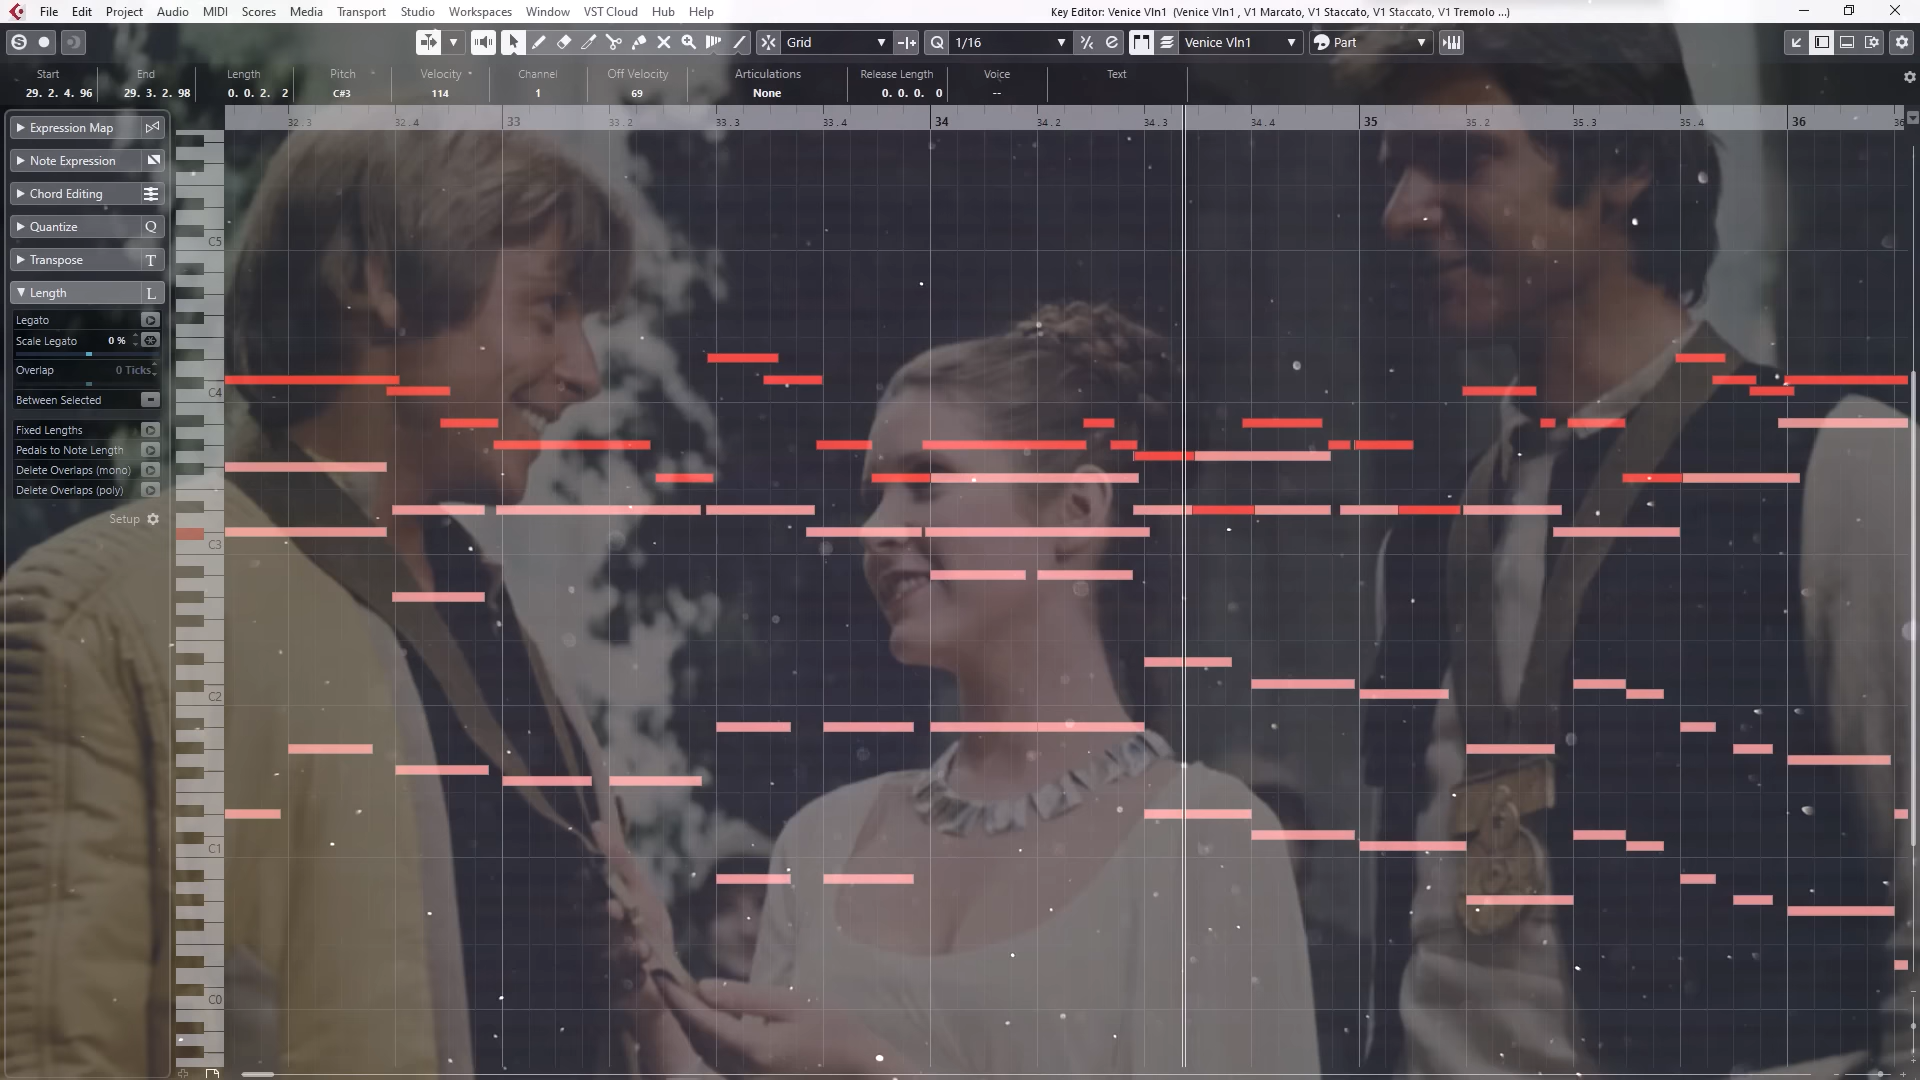 File Edit Project Audio MIDI Scores Media Transport Studio Workspaces Window VST Cloud Hub Help
Key Editor: Venice Vln1 (Venice Vln1 , V1 Marcato, V1 Staccato, V1 Staccato, V1 Tremolo ...)
S Grid Q 1/16 Venice Vln1 Part
Start End Length Pitch Velocity Channel Off Velocity Articulations Release Length Voice Text
29. 2. 4. 96 29. 3. 2. 98 0. 0. 2. 2 C#3 114 1 69 None 0. 0. 0. 0 --
32.3 32.4 33 33.2 33.3 33.4 34 34.2 34.3 34.4 35 35.2 35.3 35.4 36 36
Expression Map
Note Expression
Chord Editing
Quantize Q
Transpose T
Length L
Legato
Scale Legato 0 %
Overlap 0 Ticks
Between Selected
Fixed Lengths
Pedals to Note Length
Delete Overlaps (mono)
Delete Overlaps (poly)
Setup
C5
C4
C3
C2
C1
C0